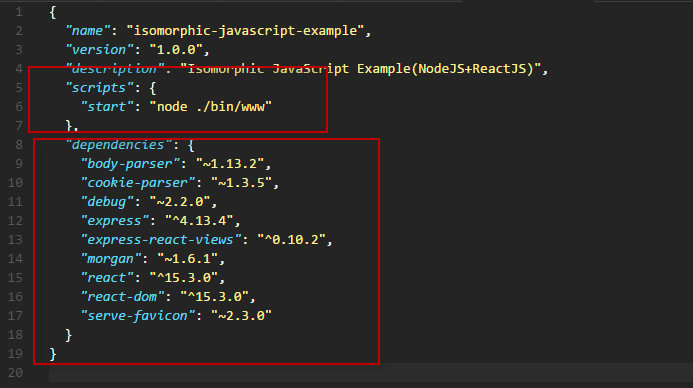 1 {
2 "name": "isomorphic-javascript-example",
3 "version": "1.0.0",
4 "description": "Isomorphic JavaScript Example(NodeJS+ReactJS)",
5 "scripts": {
6 "start": "node ./bin/www"
7 },
8 "dependencies": {
9 "body-parser": "~1.13.2",
10 "cookie-parser": "~1.3.5",
11 "debug": "~2.2.0",
12 "express": "^4.13.4",
13 "express-react-views": "^0.10.2",
14 "morgan": "~1.6.1",
15 "react": "^15.3.0",
16 "react-dom": "^15.3.0",
17 "serve-favicon": "~2.3.0"
18 }
19 }
20